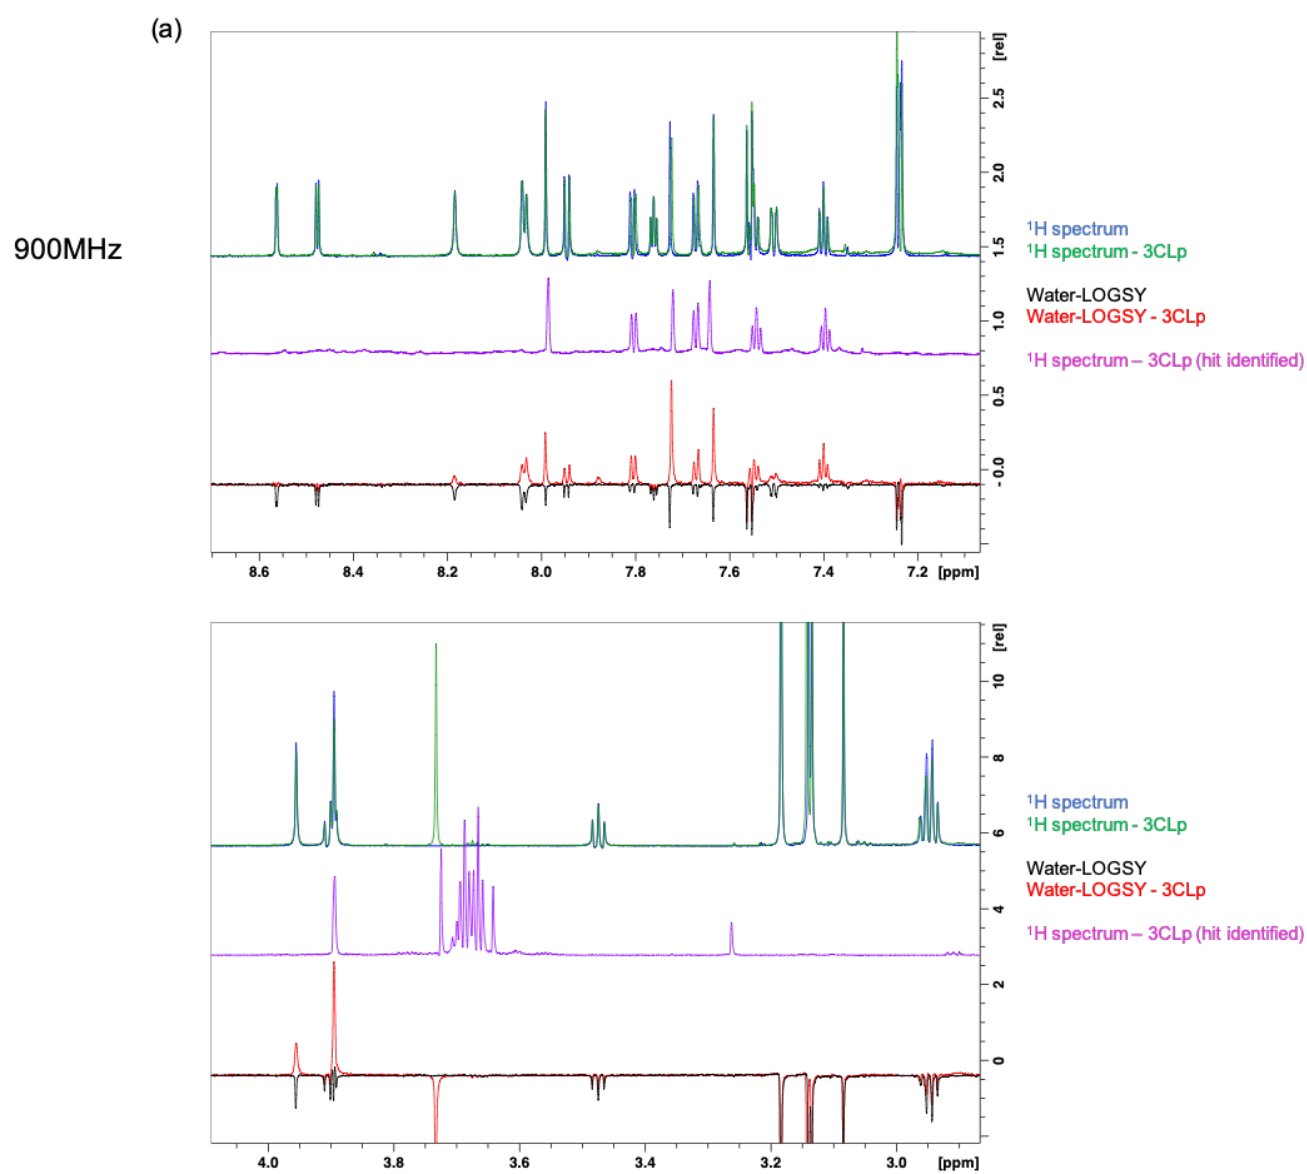 (a)
900MHz
[rel]
2.5
2.0
1.5
1.0
0.5
- 0.0
¹H spectrum
¹H spectrum - 3CLp
Water-LOGSY
Water-LOGSY - 3CLp
¹H spectrum – 3CLp (hit identified)
8.6 8.4 8.2 8.0 7.8 7.6 7.4 7.2 [ppm]
[rel]
10
8
6
4
2
0
¹H spectrum
¹H spectrum - 3CLp
Water-LOGSY
Water-LOGSY - 3CLp
¹H spectrum – 3CLp (hit identified)
4.0 3.8 3.6 3.4 3.2 3.0 [ppm]